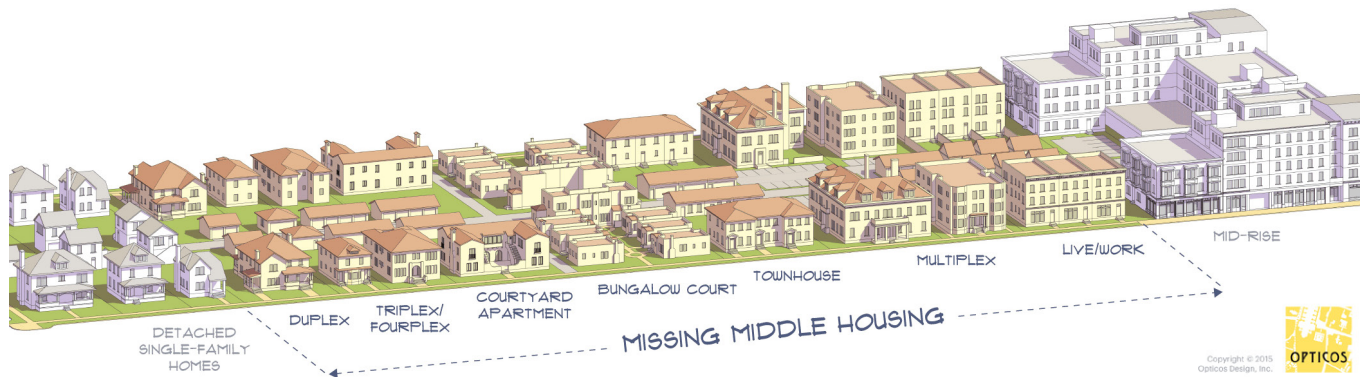 DETACHED
SINGLE-FAMILY
HOMES
DUPLEX
TRIPLEX/
FOURPLEX
COURTYARD
APARTMENT
BUNGALOW COURT
TOWNHOUSE
MULTIPLEX
LIVE/WORK
MID-RISE
MISSING MIDDLE HOUSING
Copyright © 2015
Opticos Design, Inc.
OPTICOS